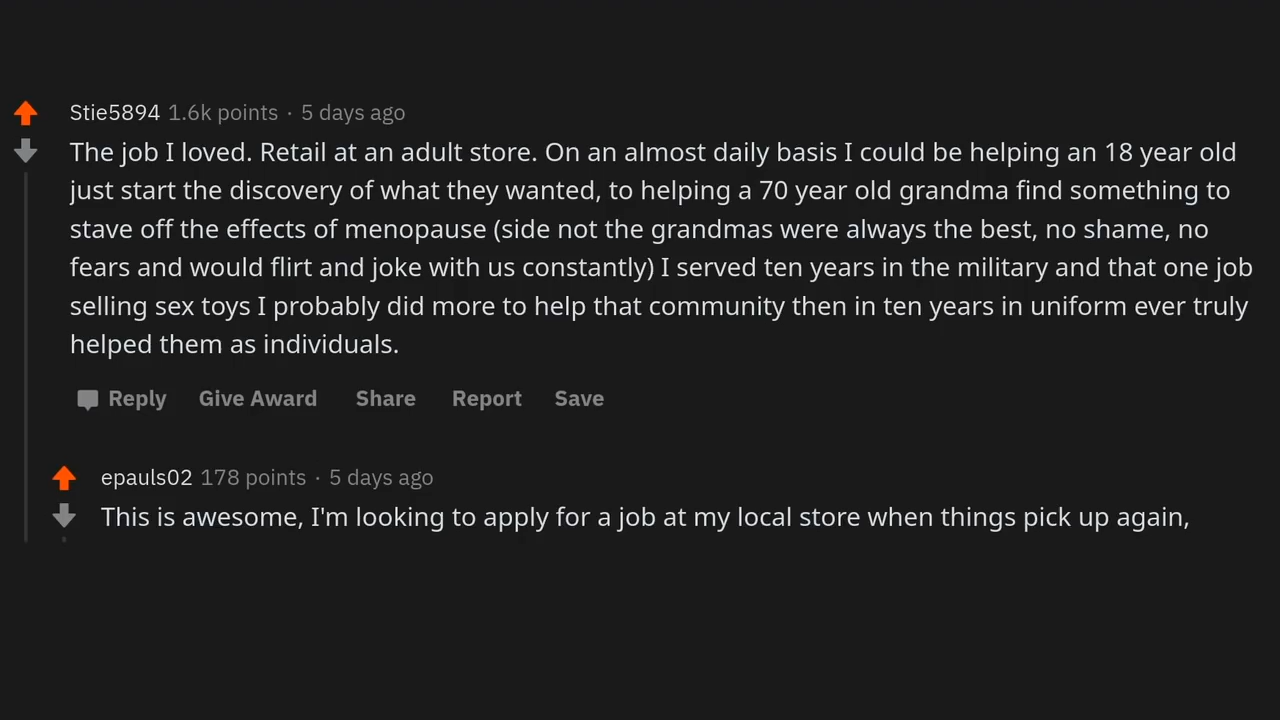 Stie5894 1.6k points · 5 days ago
The job I loved. Retail at an adult store. On an almost daily basis I could be helping an 18 year old
just start the discovery of what they wanted, to helping a 70 year old grandma find something to
stave off the effects of menopause (side not the grandmas were always the best, no shame, no
fears and would flirt and joke with us constantly) I served ten years in the military and that one job
selling sex toys I probably did more to help that community then in ten years in uniform ever truly
helped them as individuals.
Reply Give Award Share Report Save
epauls02 178 points · 5 days ago
This is awesome, I'm looking to apply for a job at my local store when things pick up again,